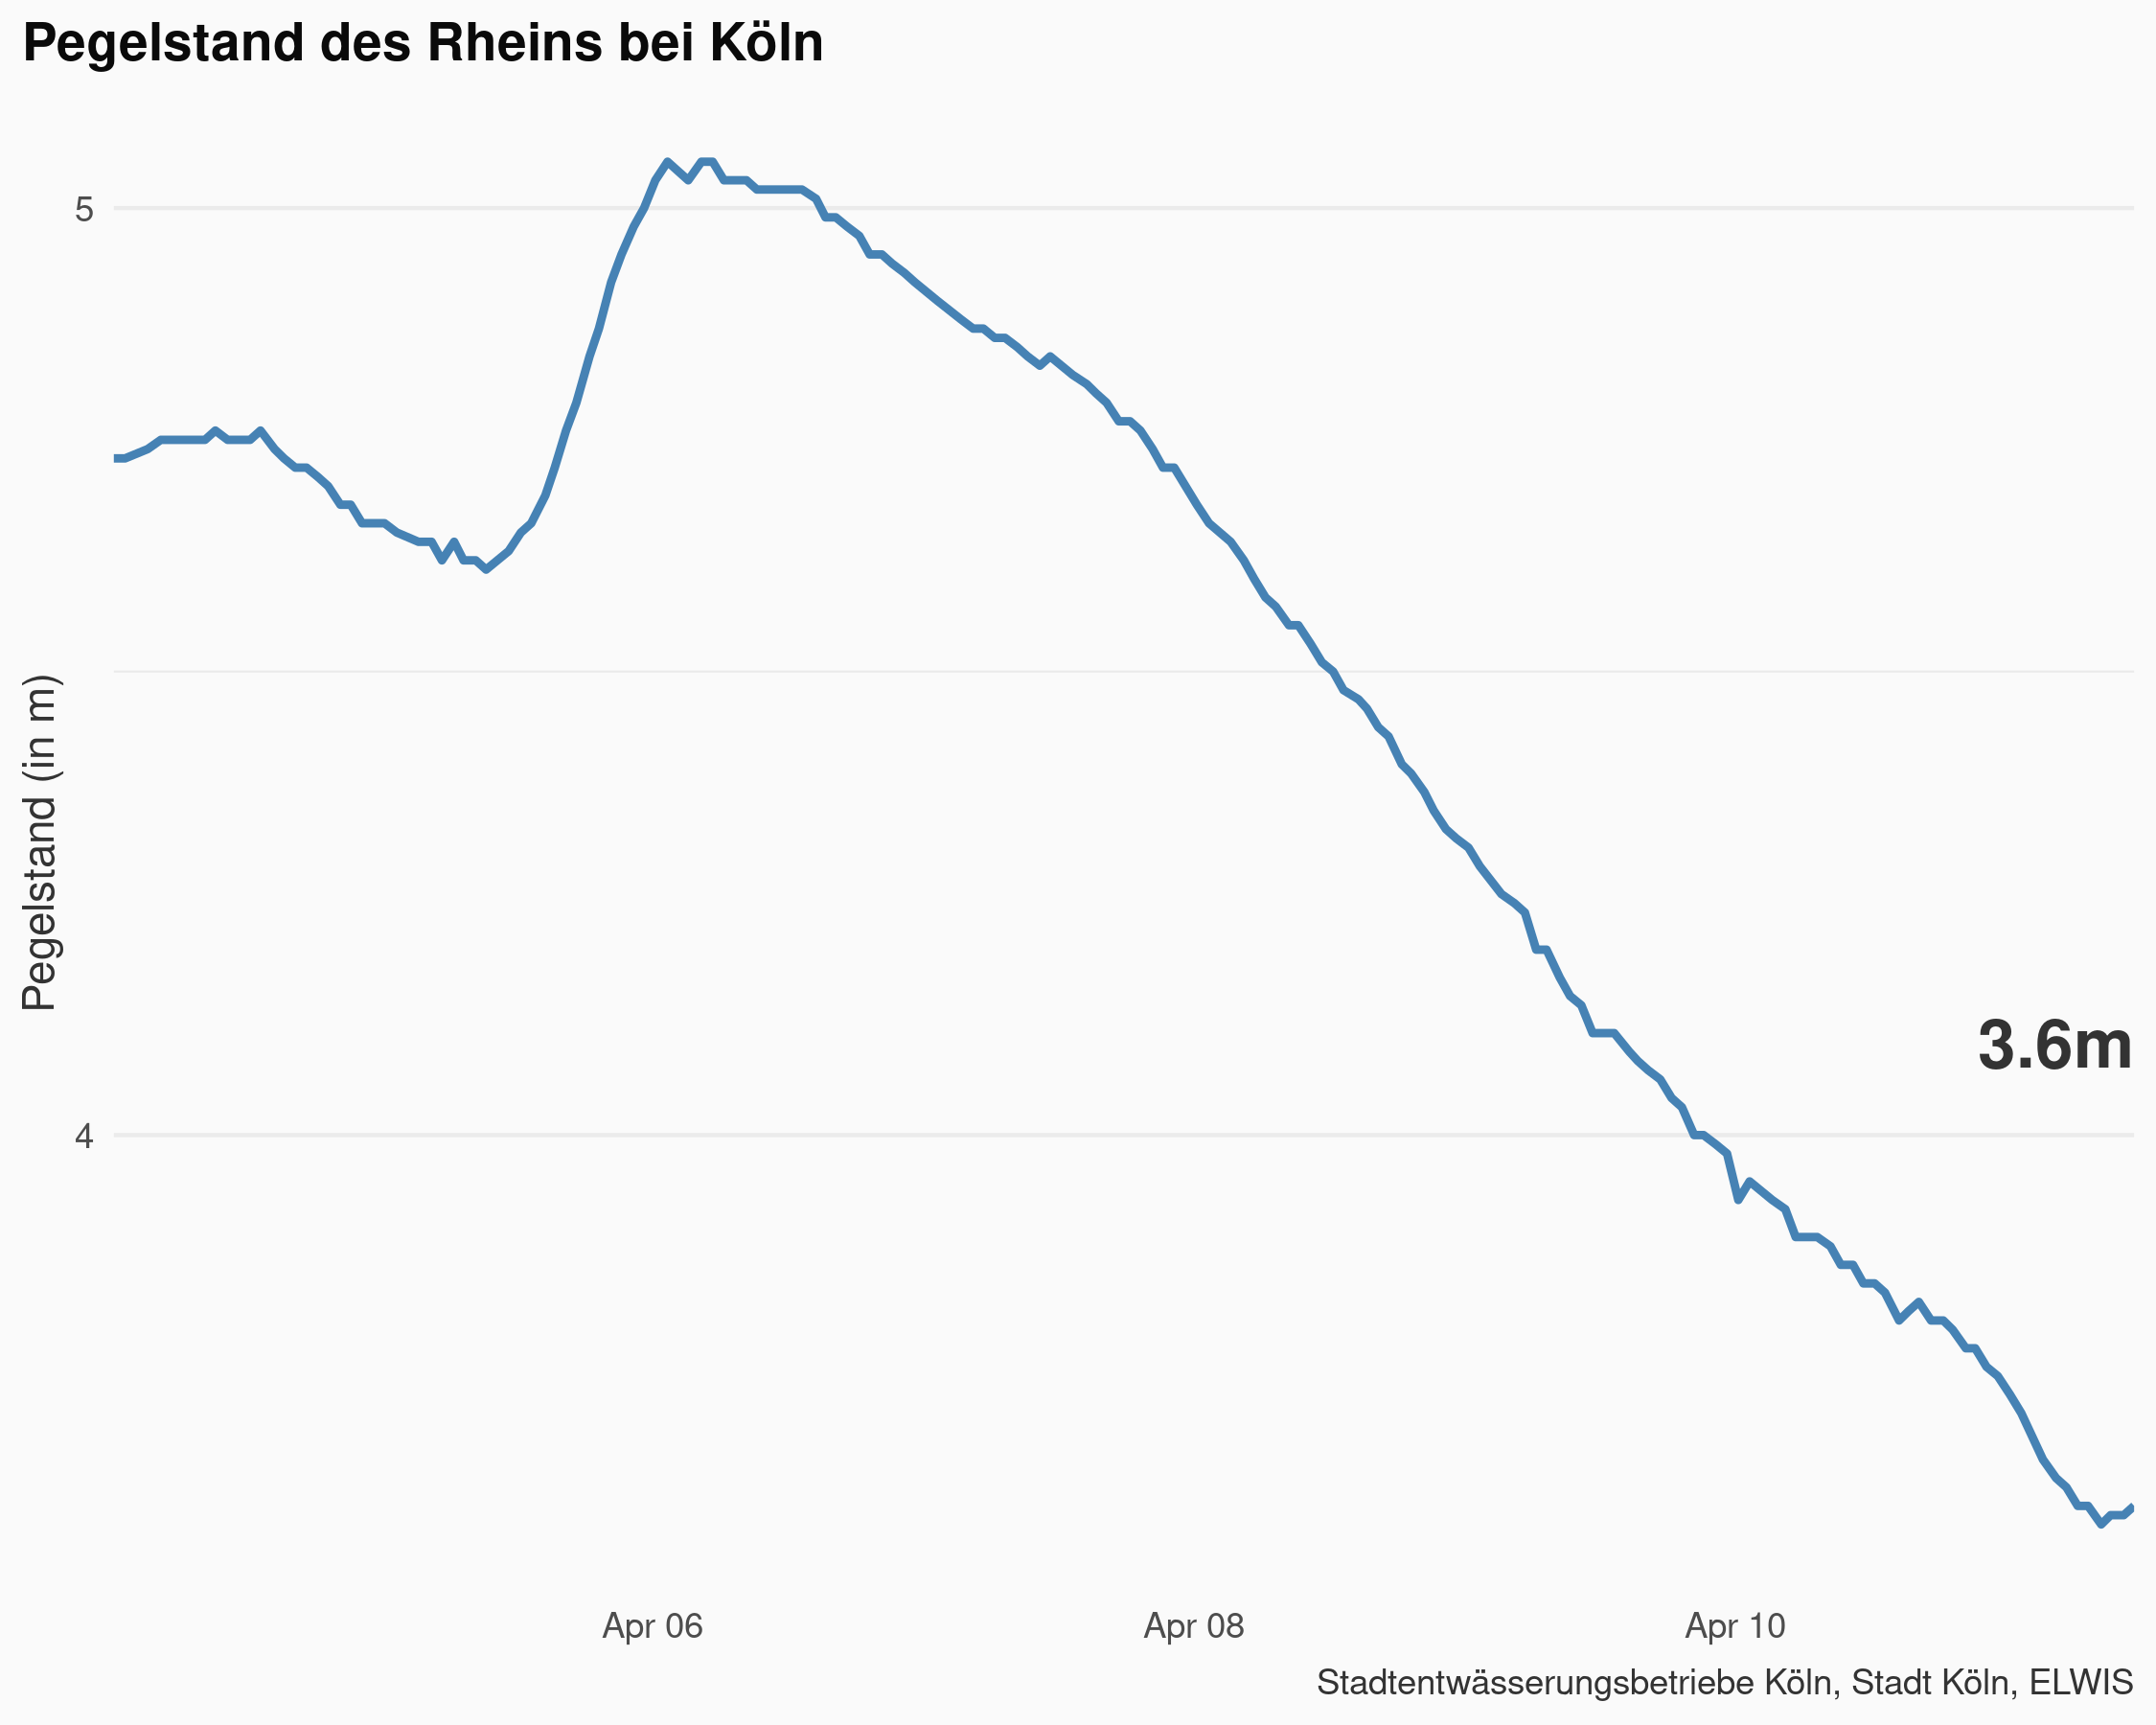 Pegelstand des Rheins bei Köln
Pegelstand (in m)
5
4
3.6m
Apr 06
Apr 08
Apr 10
Stadtentwässerungsbetriebe Köln, Stadt Köln, ELWIS